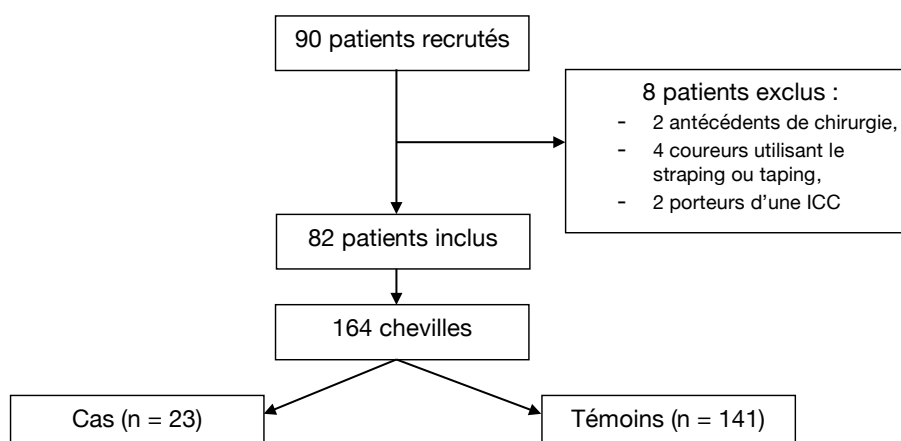 90 patients recrutés
8 patients exclus :
- 2 antécédents de chirurgie,
- 4 coureurs utilisant le
straping ou taping,
- 2 porteurs d'une ICC
82 patients inclus
164 chevilles
Cas (n = 23)
Témoins (n = 141)